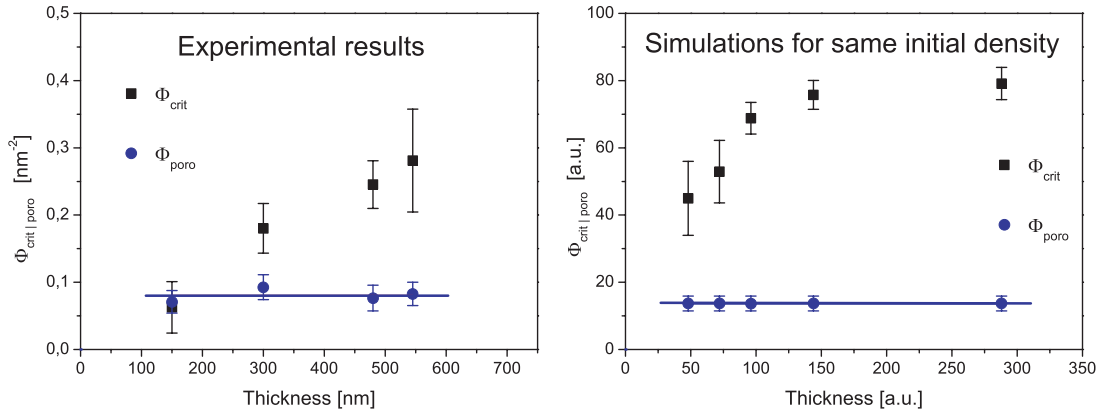 Experimental results
Φcrit
Φporo
Φcrit | poro [nm-2]
0,5
0,4
0,3
0,2
0,1
0,0
0 100 200 300 400 500 600 700
Thickness [nm]
Simulations for same initial density
Φcrit
Φporo
Φcrit | poro [a.u.]
100
80
60
40
20
0
0 50 100 150 200 250 300 350
Thickness [a.u.]